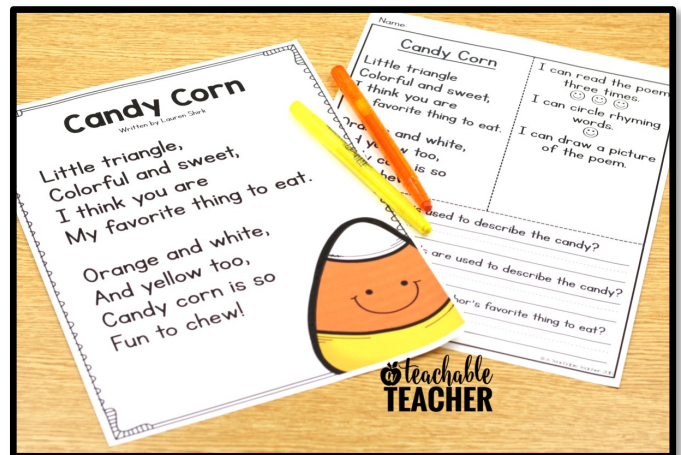 Candy Corn
Written by Lauren Shirk
Little triangle,
Colorful and sweet,
I think you are
My favorite thing to eat.
Orange and white,
And yellow too,
Candy corn is so
Fun to chew!
Name
Candy Corn
Little triangle
Colorful and sweet,
I think you are
favorite thing to eat.
and white,
too,
is so
I can read the poem
three times.
I can circle rhyming
words.
I can draw a picture
of the poem.
used to describe the candy?
are used to describe the candy?
favorite thing to eat?
teachable
TEACHER